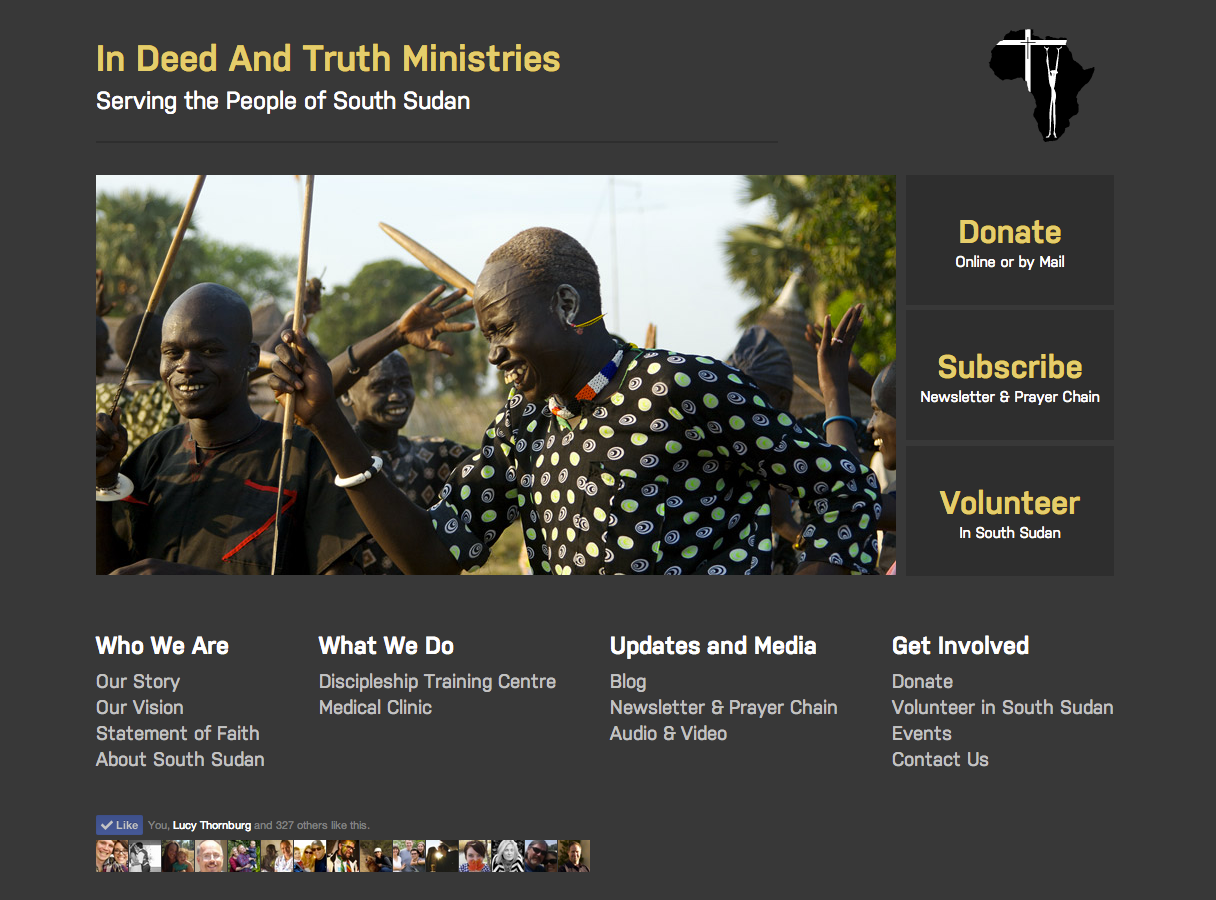 In Deed And Truth Ministries
Serving the People of South Sudan
Donate
Online or by Mail
Subscribe
Newsletter & Prayer Chain
Volunteer
In South Sudan
Who We Are
Our Story
Our Vision
Statement of Faith
About South Sudan
What We Do
Discipleship Training Centre
Medical Clinic
Updates and Media
Blog
Newsletter & Prayer Chain
Audio & Video
Get Involved
Donate
Volunteer in South Sudan
Events
Contact Us
Like
You, Lucy Thornburg and 327 others like this.